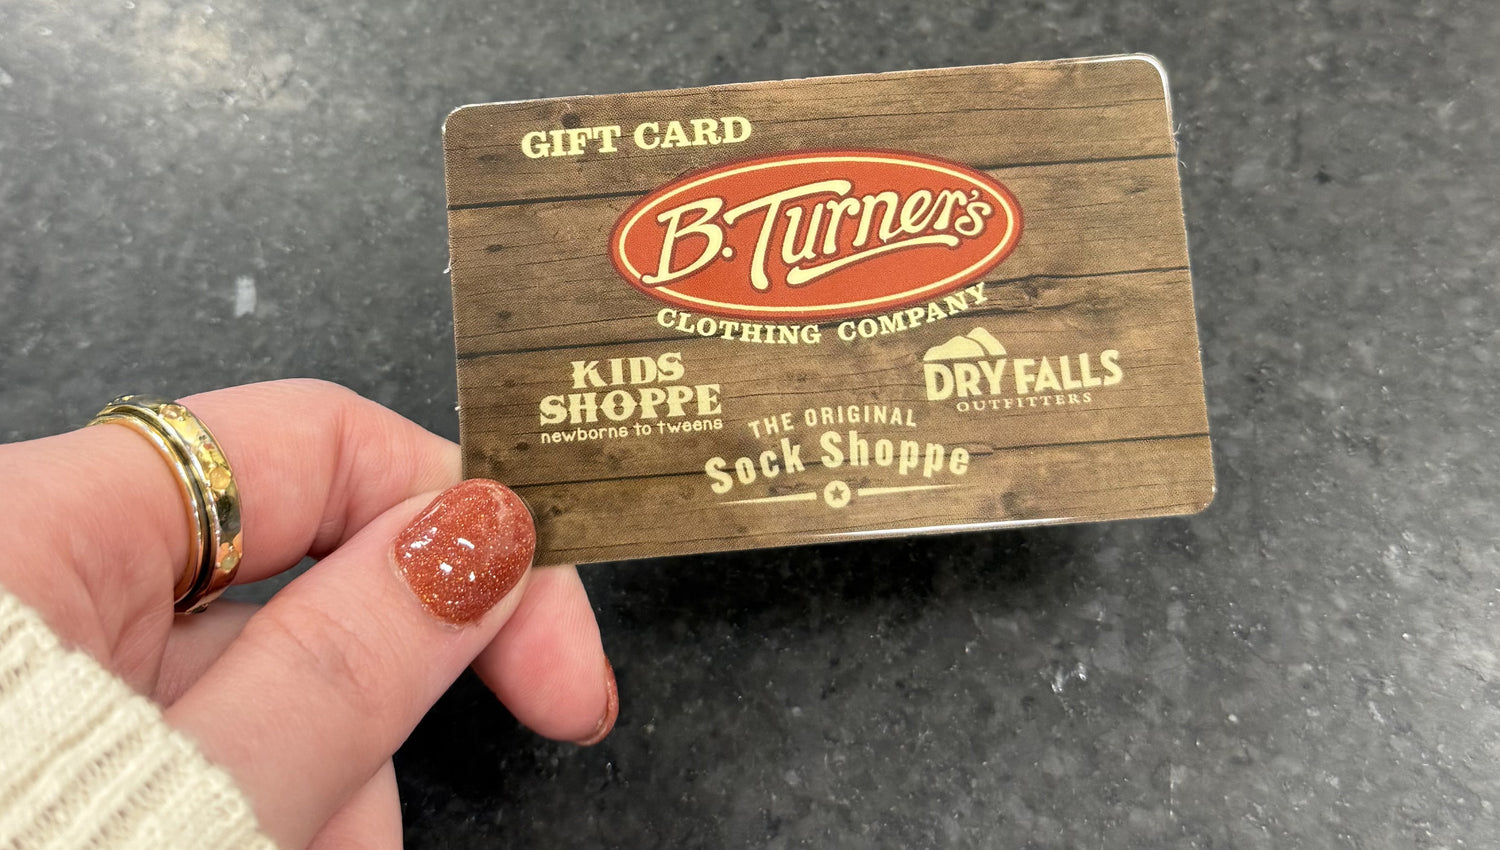 GIFT CARD
B. Turner's
CLOTHING COMPANY
KIDS
SHOPPE
newborns to tweens
DRY FALLS
OUTFITTERS
THE ORIGINAL
Sock Shoppe